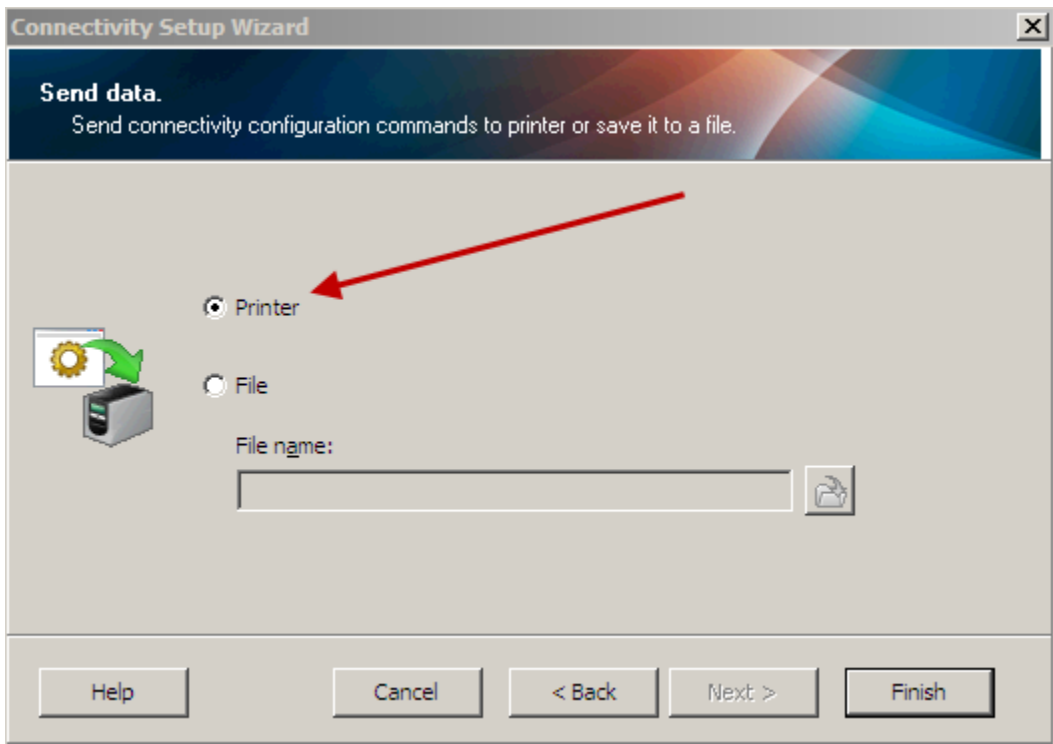 Connectivity Setup Wizard
Send data.
Send connectivity configuration commands to printer or save it to a file.
Printer
File
File name:
Help
Cancel
< Back
Next >
Finish